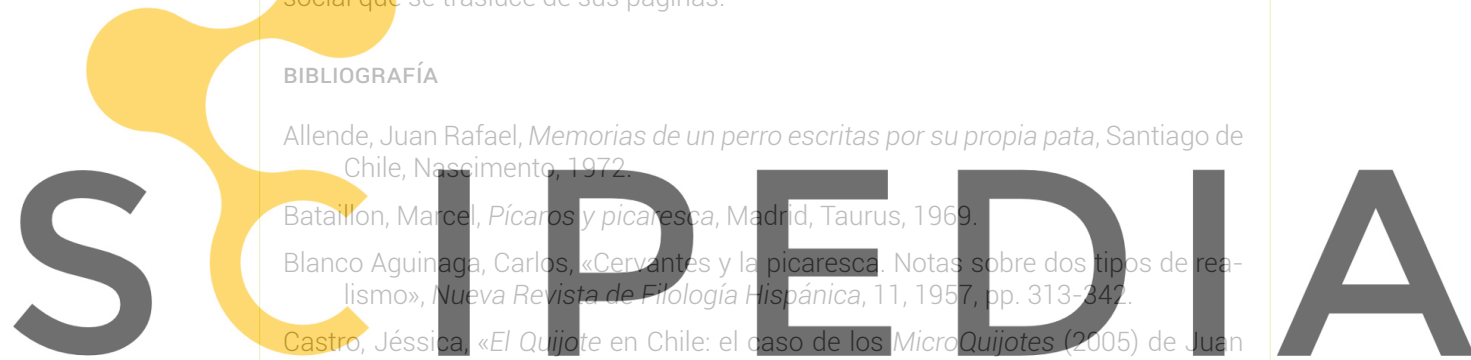 social que se trasluce de sus páginas.
BIBLIOGRAFÍA
Allende, Juan Rafael, Memorias de un perro escritas por su propia pata, Santiago de
Chile, Nascimento, 1972.
Bataillon, Marcel, Pícaros y picaresca, Madrid, Taurus, 1969.
Blanco Aguinaga, Carlos, «Cervantes y la picaresca. Notas sobre dos tipos de rea-
lismo», Nueva Revista de Filología Hispánica, 11, 1957, pp. 313-342.
Castro, Jéssica, «El Quijote en Chile: el caso de los MicroQuijotes (2005) de Juan
SCIPEDIA